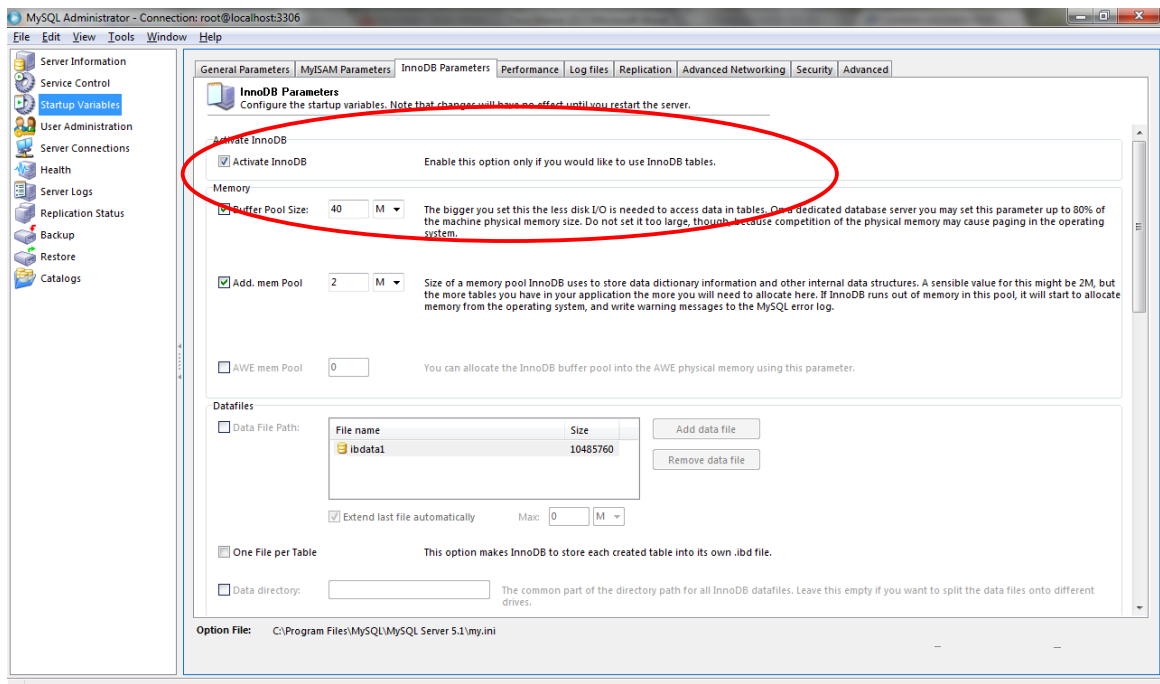 MySQL Administrator - Connection: root@localhost:3306
File Edit View Tools Window Help
Server Information
Service Control
Startup Variables
User Administration
Server Connections
Health
Server Logs
Replication Status
Backup
Restore
Catalogs
General Parameters MyISAM Parameters InnoDB Parameters Performance Log files Replication Advanced Networking Security Advanced
InnoDB Parameters
Configure the startup variables. Note that changes will have no effect until you restart the server.
Activate InnoDB
Activate InnoDB Enable this option only if you would like to use InnoDB tables.
Memory
Buffer Pool Size: 40 M The bigger you set this the less disk I/O is needed to access data in tables. On a dedicated database server you may set this parameter up to 80% of
the machine physical memory size. Do not set it too large, though, because competition of the physical memory may cause paging in the operating
system.
Add. mem Pool 2 M Size of a memory pool InnoDB uses to store data dictionary information and other internal data structures. A sensible value for this might be 2M, but
the more tables you have in your application the more you will need to allocate here. If InnoDB runs out of memory in this pool, it will start to allocate
memory from the operating system, and write warning messages to the MySQL error log.
AWE mem Pool 0 You can allocate the InnoDB buffer pool into the AWE physical memory using this parameter.
Datafiles
Data File Path: File name Size Add data file
ibdata1 10485760
Remove data file
Extend last file automatically Max: 0 M
One File per Table This option makes InnoDB to store each created table into its own .ibd file.
Data directory: The common part of the directory path for all InnoDB datafiles. Leave this empty if you want to split the data files onto different
drives.
Option File: C:\Program Files\MySQL\MySQL Server 5.1\my.ini